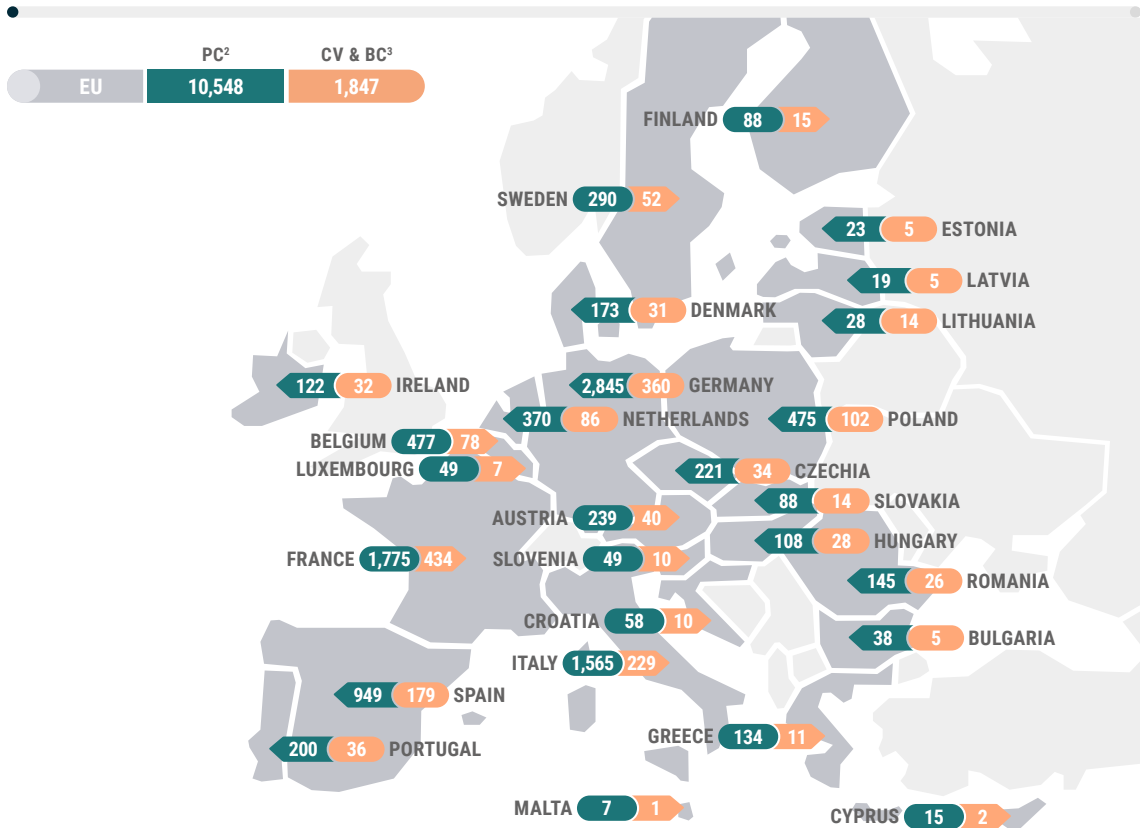 PC² CV & BC³
EU 10,548 1,847
FINLAND 88 15
SWEDEN 290 52
23 5 ESTONIA
19 5 LATVIA
173 31 DENMARK
28 14 LITHUANIA
122 32 IRELAND
2,845 360 GERMANY
370 86 NETHERLANDS
475 102 POLAND
BELGIUM 477 78
LUXEMBOURG 49 7
221 34 CZECHIA
88 14 SLOVAKIA
AUSTRIA 239 40
108 28 HUNGARY
FRANCE 1,775 434
SLOVENIA 49 10
145 26 ROMANIA
CROATIA 58 10
38 5 BULGARIA
ITALY 1,565 229
949 179 SPAIN
GREECE 134 11
200 36 PORTUGAL
MALTA 7 1
CYPRUS 15 2